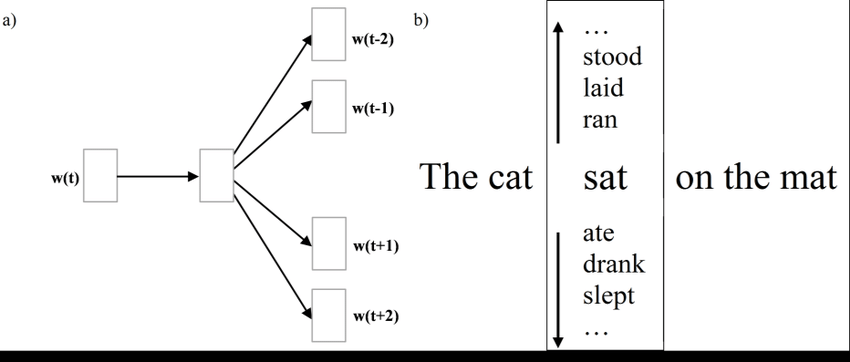 a)
w(t)
w(t-2)
w(t-1)
w(t+1)
w(t+2)
b)
…
stood
laid
ran
The cat sat on the mat
ate
drank
slept
…